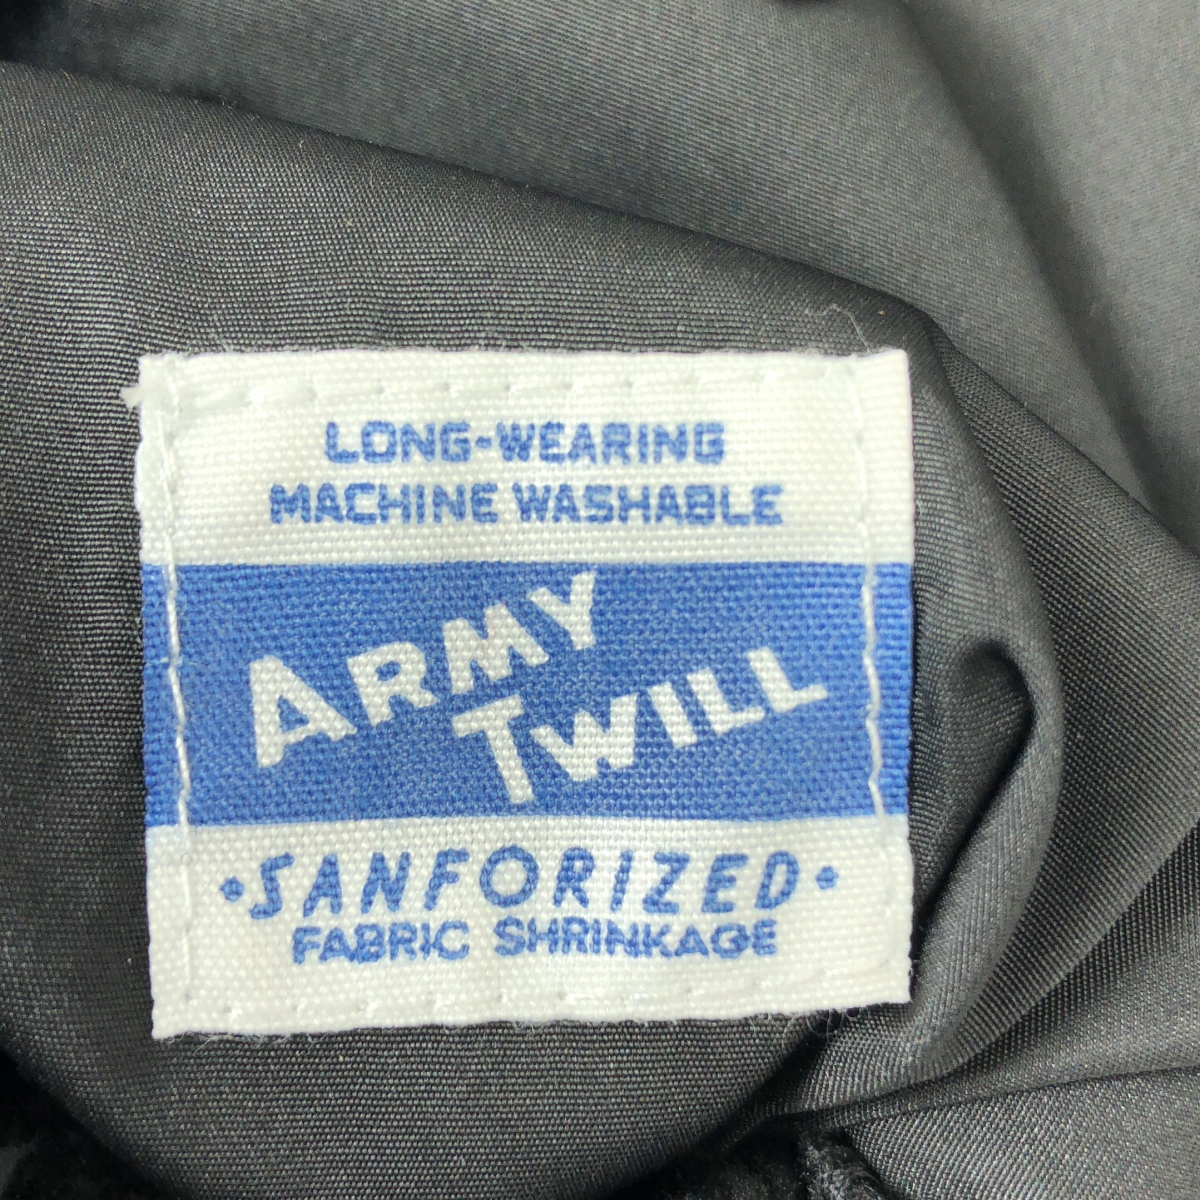 LONG-WEARING
MACHINE WASHABLE
ARMY
TWILL
•SANFORIZED•
FABRIC SHRINKAGE